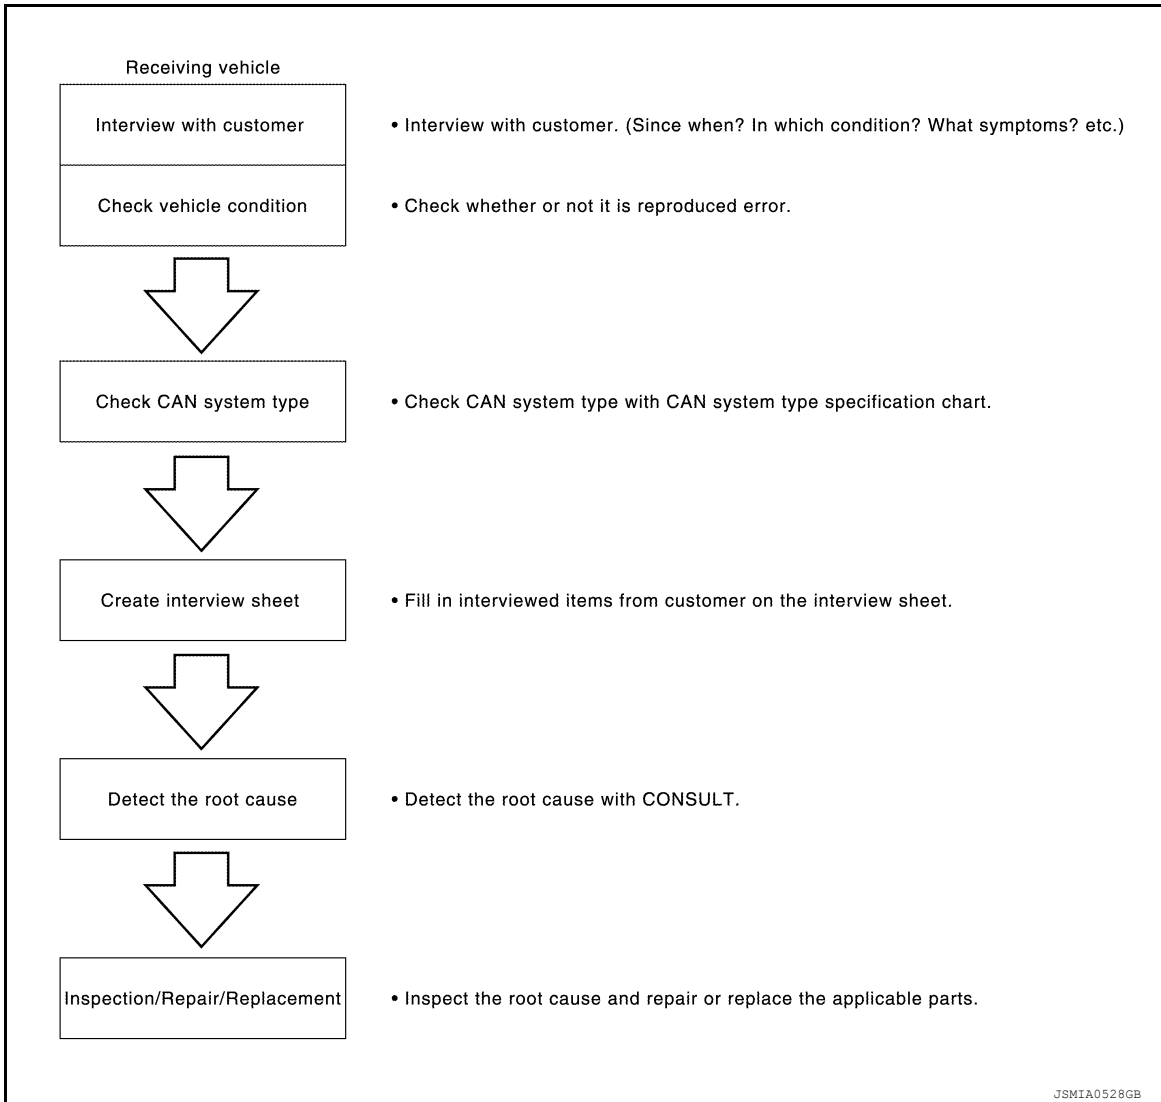 Receiving vehicle
Interview with customer
• Interview with customer. (Since when? In which condition? What symptoms? etc.)
Check vehicle condition
• Check whether or not it is reproduced error.
Check CAN system type
• Check CAN system type with CAN system type specification chart.
Create interview sheet
• Fill in interviewed items from customer on the interview sheet.
Detect the root cause
• Detect the root cause with CONSULT.
Inspection/Repair/Replacement
• Inspect the root cause and repair or replace the applicable parts.
JSMIA0528GB